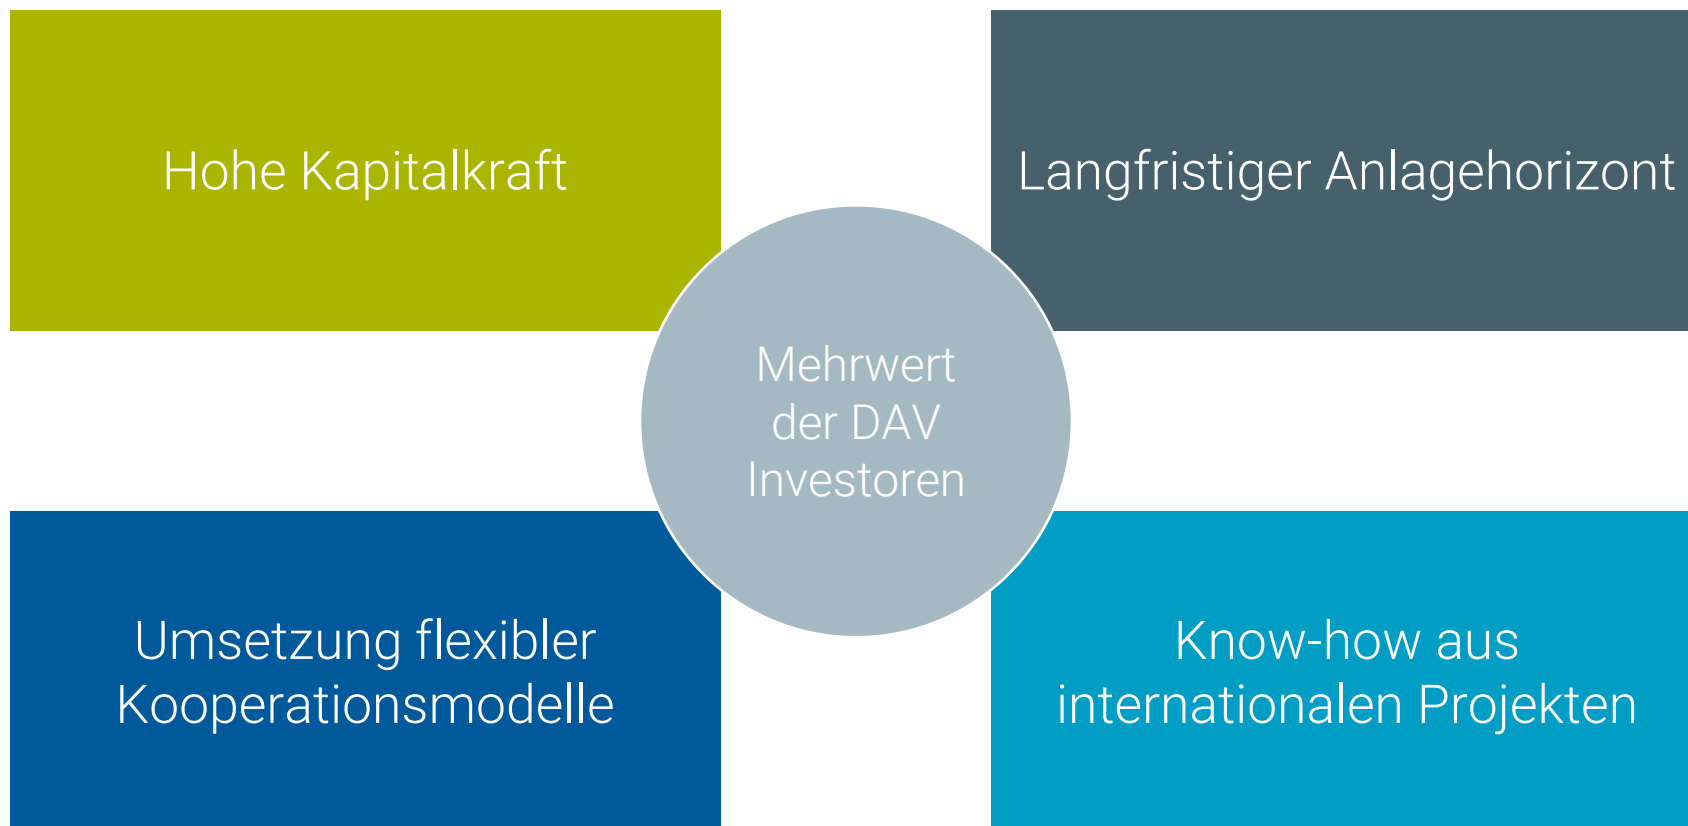 Hohe Kapitalkraft
Langfristiger Anlagehorizont
Mehrwert
der DAV
Investoren
Umsetzung flexibler
Kooperationsmodelle
Know-how aus
internationalen Projekten